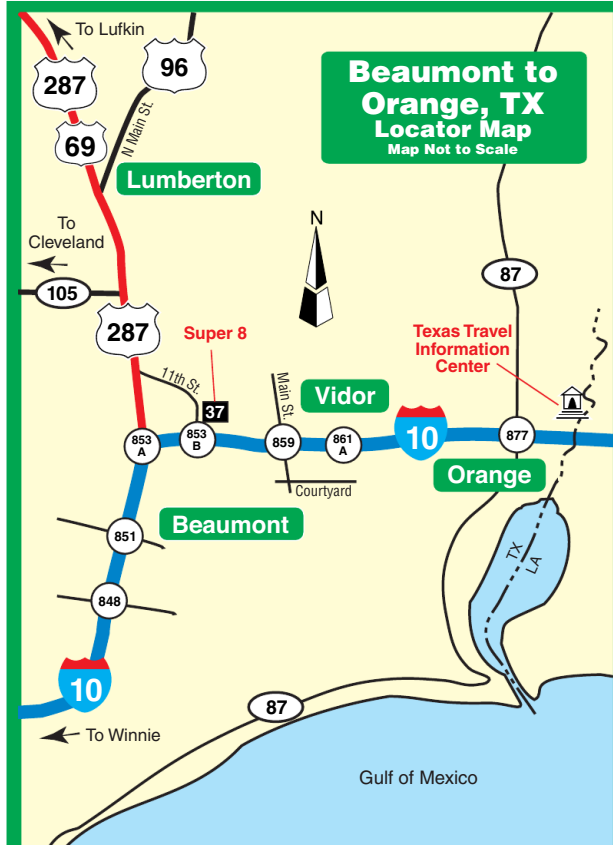 To Lufkin
96
287
Beaumont to
Orange, TX
Locator Map
Map Not to Scale
N Main St.
69
Lumberton
To
Cleveland
N
87
105
287
Super 8
Texas Travel
Information
Center
11th St.
Main St.
Vidor
37
10
853
A
853
B
859
861
A
877
Orange
Courtyard
Beaumont
851
TX
LA
848
10
87
To Winnie
Gulf of Mexico